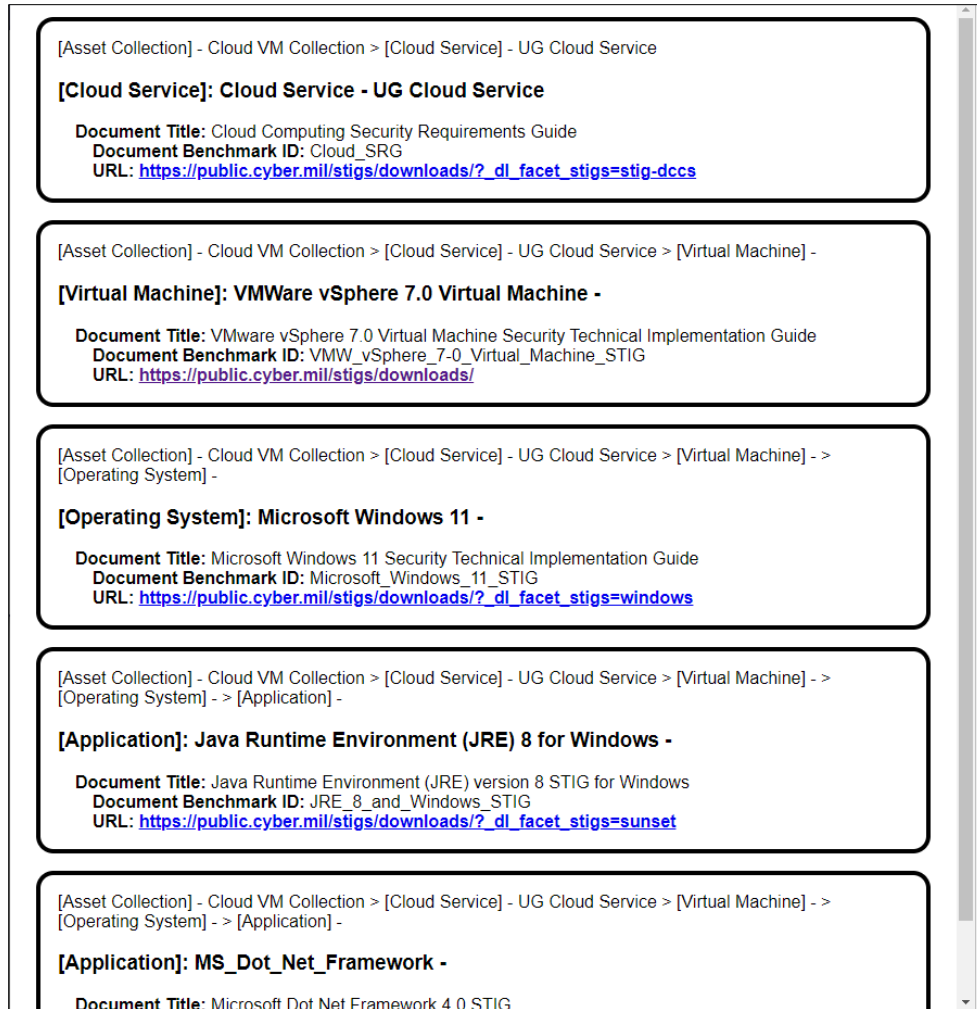 [Asset Collection] - Cloud VM Collection > [Cloud Service] - UG Cloud Service
[Cloud Service]: Cloud Service - UG Cloud Service
Document Title: Cloud Computing Security Requirements Guide
Document Benchmark ID: Cloud_SRG
URL: https://public.cyber.mil/stigs/downloads/?_dl_facet_stigs=stig-dccs
[Asset Collection] - Cloud VM Collection > [Cloud Service] - UG Cloud Service > [Virtual Machine] -
[Virtual Machine]: VMWare vSphere 7.0 Virtual Machine -
Document Title: VMware vSphere 7.0 Virtual Machine Security Technical Implementation Guide
Document Benchmark ID: VMW_vSphere_7-0_Virtual_Machine_STIG
URL: https://public.cyber.mil/stigs/downloads/
[Asset Collection] - Cloud VM Collection > [Cloud Service] - UG Cloud Service > [Virtual Machine] - >
[Operating System] -
[Operating System]: Microsoft Windows 11 -
Document Title: Microsoft Windows 11 Security Technical Implementation Guide
Document Benchmark ID: Microsoft_Windows_11_STIG
URL: https://public.cyber.mil/stigs/downloads/?_dl_facet_stigs=windows
[Asset Collection] - Cloud VM Collection > [Cloud Service] - UG Cloud Service > [Virtual Machine] - >
[Operating System] - > [Application] -
[Application]: Java Runtime Environment (JRE) 8 for Windows -
Document Title: Java Runtime Environment (JRE) version 8 STIG for Windows
Document Benchmark ID: JRE_8_and_Windows_STIG
URL: https://public.cyber.mil/stigs/downloads/?_dl_facet_stigs=sunset
[Asset Collection] - Cloud VM Collection > [Cloud Service] - UG Cloud Service > [Virtual Machine] - >
[Operating System] - > [Application] -
[Application]: MS_Dot_Net_Framework -
Document Title: Microsoft Dot Net Framework 4.0 STIG